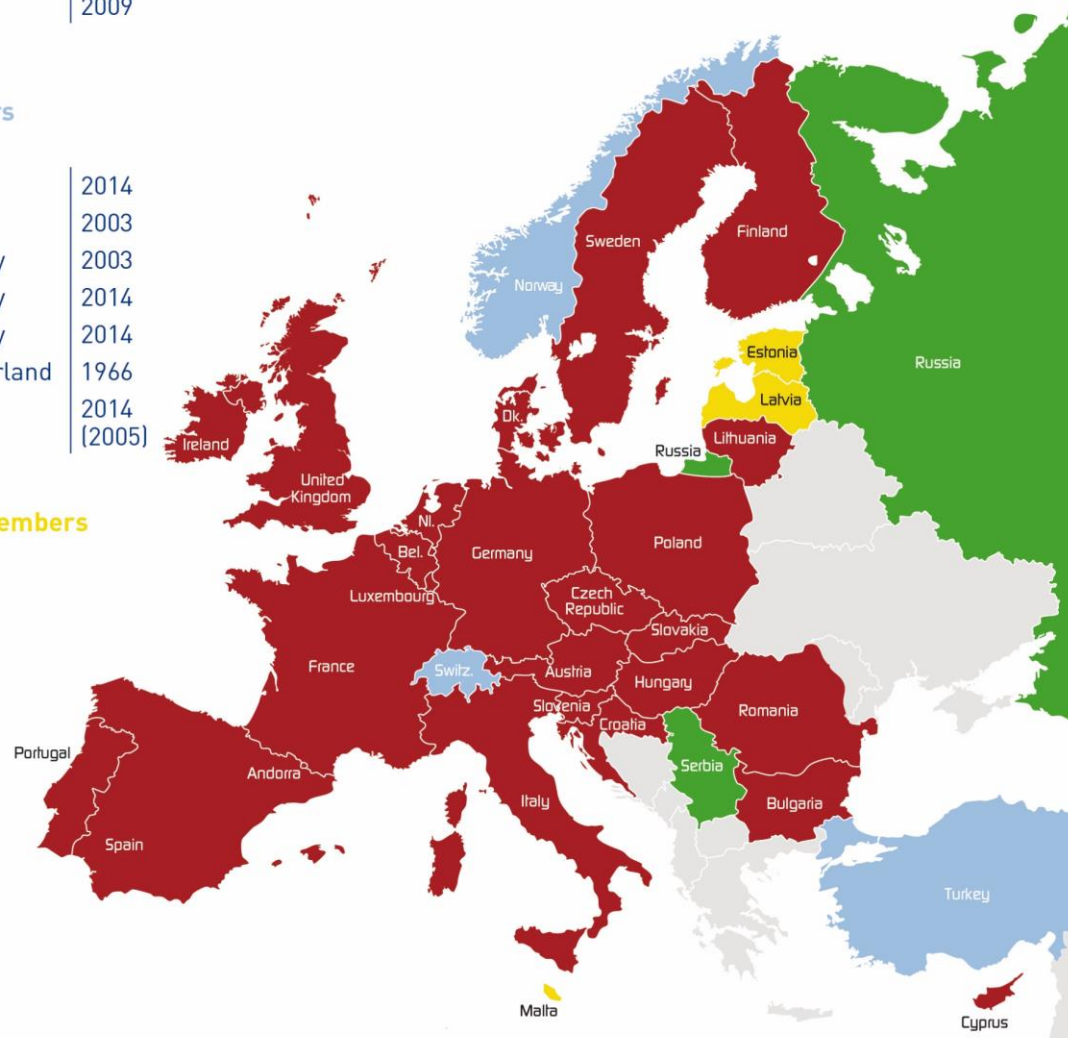 2009
s
2014
2003
y 2003
y 2014
y 2014
rland 1966
2014
(2005)
embers
Sweden
Finland
Norway
Estonia
Russia
Latvia
Dk.
Lithuania
Ireland
Russia
United
Kingdom
Nl.
Bel.
Germany
Poland
Luxembourg
Czech
Republic
Slovakia
France
Switz.
Austria
Hungary
Slovenia
Croatia
Romania
Portugal
Andorra
Serbia
Italy
Bulgaria
Spain
Turkey
Malta
Cyprus